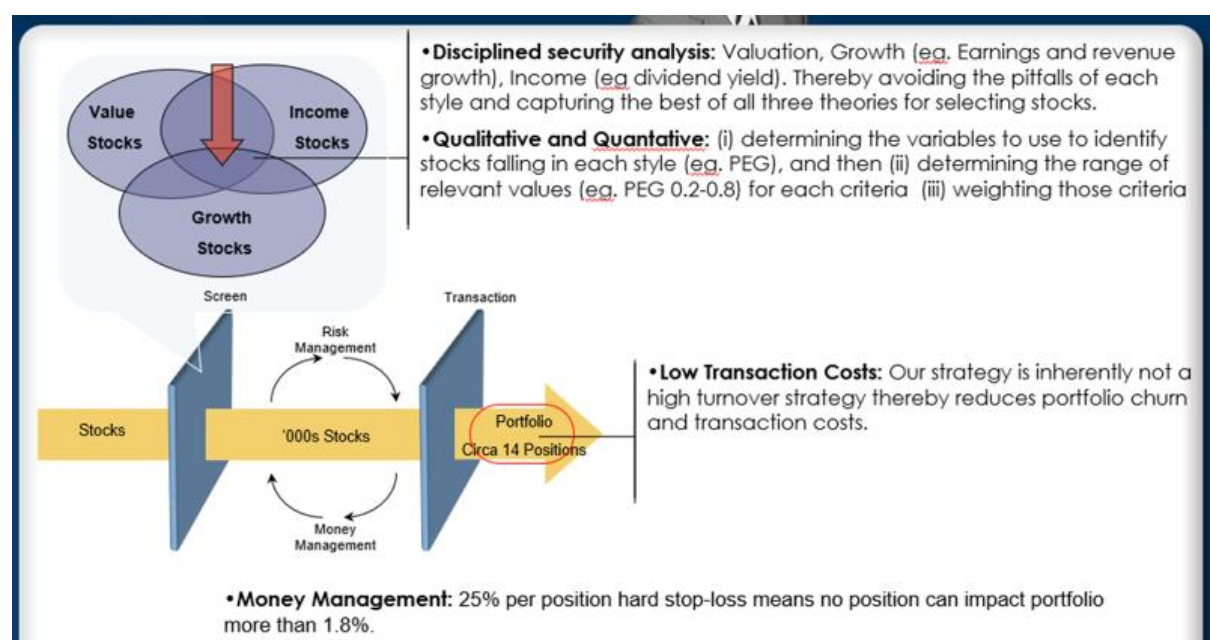 •Disciplined security analysis: Valuation, Growth (eg. Earnings and revenue
growth), Income (eg dividend yield). Thereby avoiding the pitfalls of each
style and capturing the best of all three theories for selecting stocks.
•Qualitative and Quantative: (i) determining the variables to use to identify
stocks falling in each style (eg. PEG), and then (ii) determining the range of
relevant values (eg. PEG 0.2-0.8) for each criteria (iii) weighting those criteria
Value
Stocks
Income
Stocks
Growth
Stocks
Screen
Transaction
Risk
Management
Stocks
'000s Stocks
Portfolio
Circa 14 Positions
Money
Management
•Low Transaction Costs: Our strategy is inherently not a
high turnover strategy thereby reduces portfolio churn
and transaction costs.
•Money Management: 25% per position hard stop-loss means no position can impact portfolio
more than 1.8%.